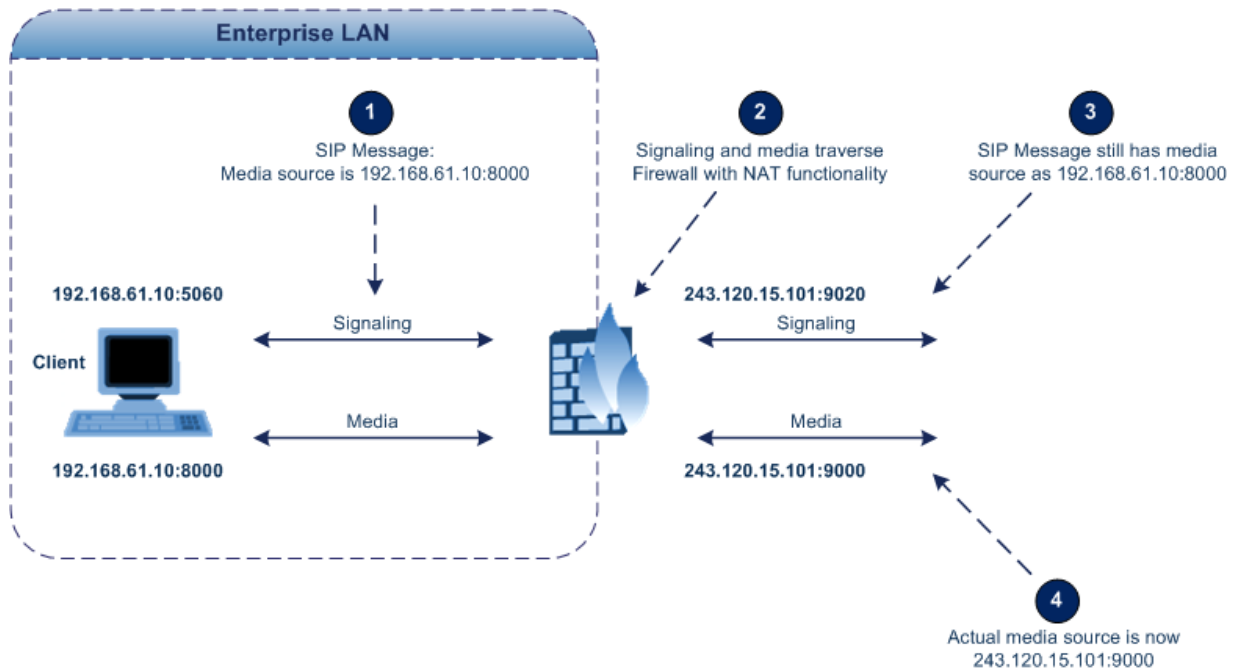 Enterprise LAN
1
SIP Message:
Media source is 192.168.61.10:8000
2
Signaling and media traverse
Firewall with NAT functionality
3
SIP Message still has media
source as 192.168.61.10:8000
192.168.61.10:5060
Signaling
243.120.15.101:9020
Signaling
Client
Media
192.168.61.10:8000
Media
243.120.15.101:9000
4
Actual media source is now
243.120.15.101:9000